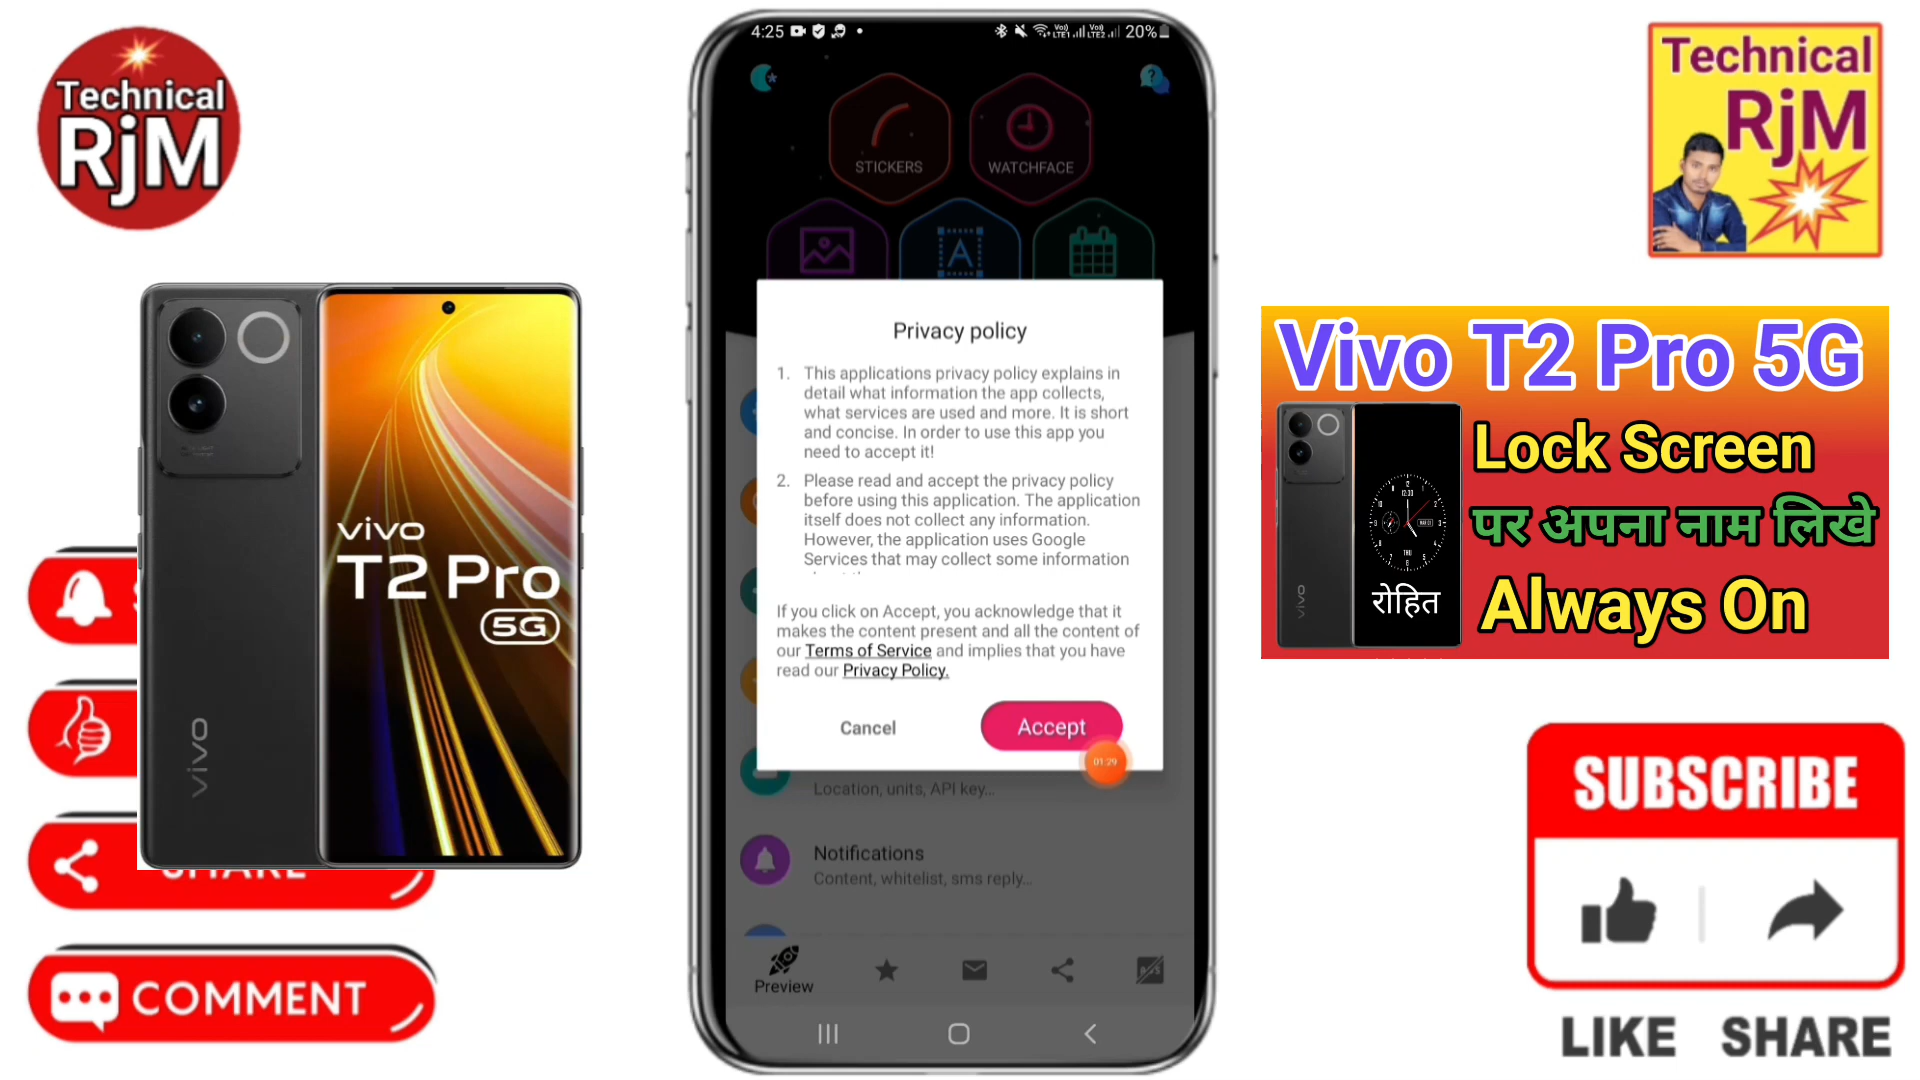 Technical
RjM
vivo
T2 Pro
5G
vivo
SHARE
COMMENT
4:25
20%
STICKERS
WATCHFACE
Privacy policy
1. This applications privacy policy explains in
detail what information the app collects,
what services are used and more. It is short
and concise. In order to use this app you
need to accept it!
2. Please read and accept the privacy policy
before using this application. The application
itself does not collect any information.
However, the application uses Google
Services that may collect some information
If you click on Accept, you acknowledge that it
makes the content present and all the content of
our Terms of Service and implies that you have
read our Privacy Policy.
Cancel
Accept
01:29
Location, units, API key...
Notifications
Content, whitelist, sms reply...
Preview
Technical
RjM
Vivo T2 Pro 5G
Lock Screen
पर अपना नाम लिखे
Always On
रोहित
vivo
SUBSCRIBE
LIKE SHARE